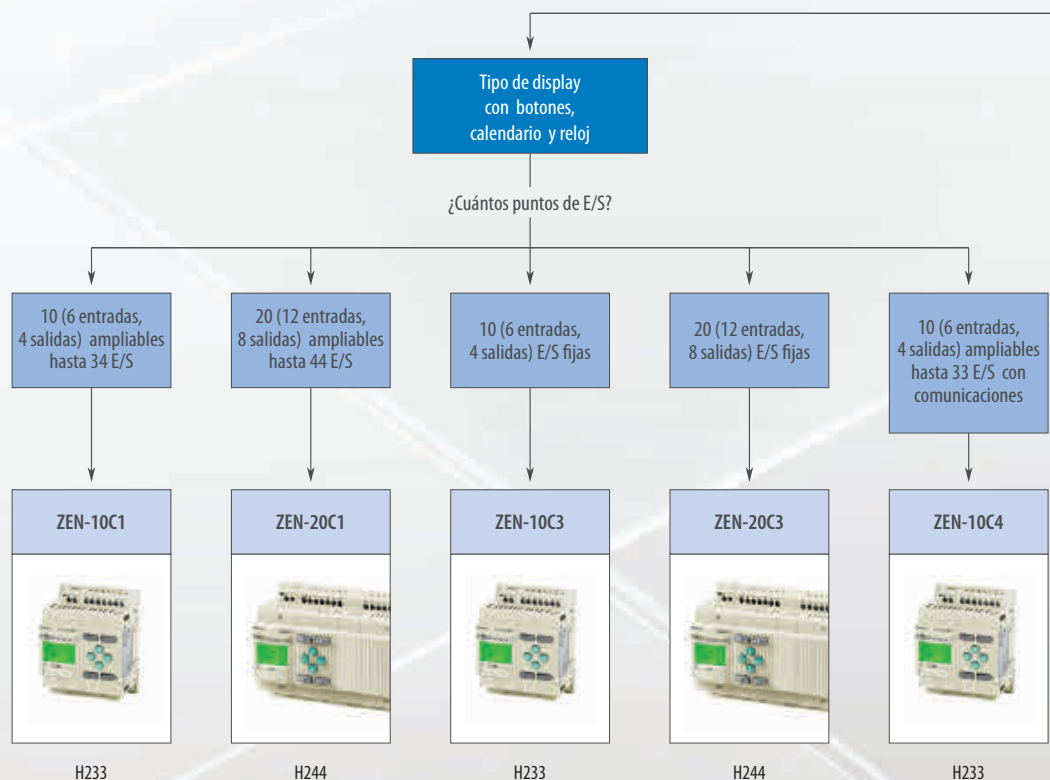 Tipo de display
con botones,
calendario y reloj
¿Cuántos puntos de E/S?
10 (6 entradas,
4 salidas) ampliables
hasta 34 E/S
20 (12 entradas,
8 salidas) ampliables
hasta 44 E/S
10 (6 entradas,
4 salidas) E/S fijas
20 (12 entradas,
8 salidas) E/S fijas
10 (6 entradas,
4 salidas) ampliables
hasta 33 E/S con
comunicaciones
ZEN-10C1
ZEN-20C1
ZEN-10C3
ZEN-20C3
ZEN-10C4
H233
H244
H233
H244
H233